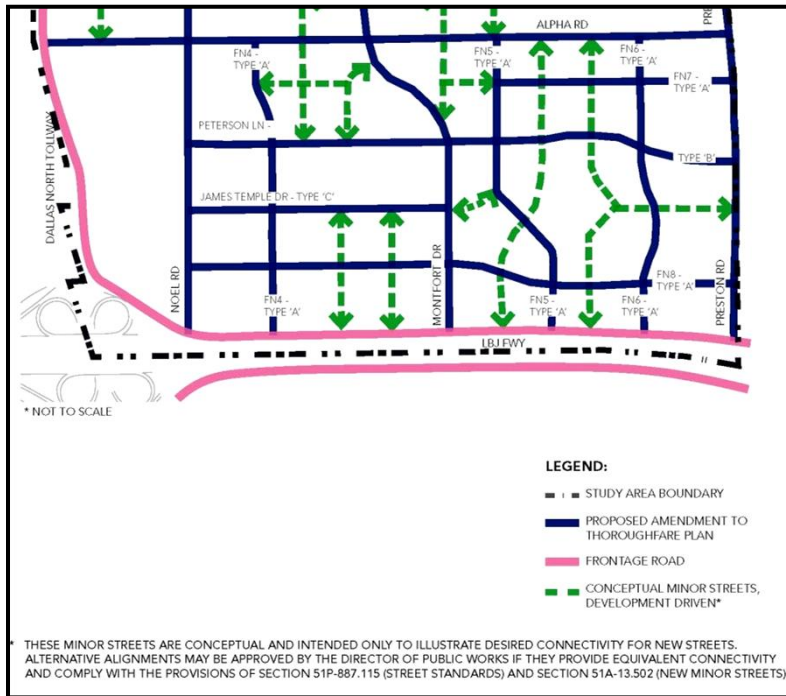 PRE
ALPHA RD
FN4 -
TYPE 'A'
FN5 -
TYPE 'A'
FN6 -
TYPE 'A'
FN7 -
TYPE 'A'
PETERSON LN -
TYPE 'B'
DALLAS NORTH TOLLWAY
JAMES TEMPLE DR - TYPE 'C'
NOEL RD
MONTFORT DR
PRESTON RD
FN8 -
TYPE 'A'
FN4 -
TYPE 'A'
FN5 -
TYPE 'A'
FN6 -
TYPE 'A'
LBJ FWY
* NOT TO SCALE
LEGEND:
STUDY AREA BOUNDARY
PROPOSED AMENDMENT TO
THOROUGHFARE PLAN
FRONTAGE ROAD
CONCEPTUAL MINOR STREETS,
DEVELOPMENT DRIVEN*
* THESE MINOR STREETS ARE CONCEPTUAL AND INTENDED ONLY TO ILLUSTRATE DESIRED CONNECTIVITY FOR NEW STREETS.
ALTERNATIVE ALIGNMENTS MAY BE APPROVED BY THE DIRECTOR OF PUBLIC WORKS IF THEY PROVIDE EQUIVALENT CONNECTIVITY
AND COMPLY WITH THE PROVISIONS OF SECTION 51P-887.115 (STREET STANDARDS) AND SECTION 51A-13.502 (NEW MINOR STREETS)